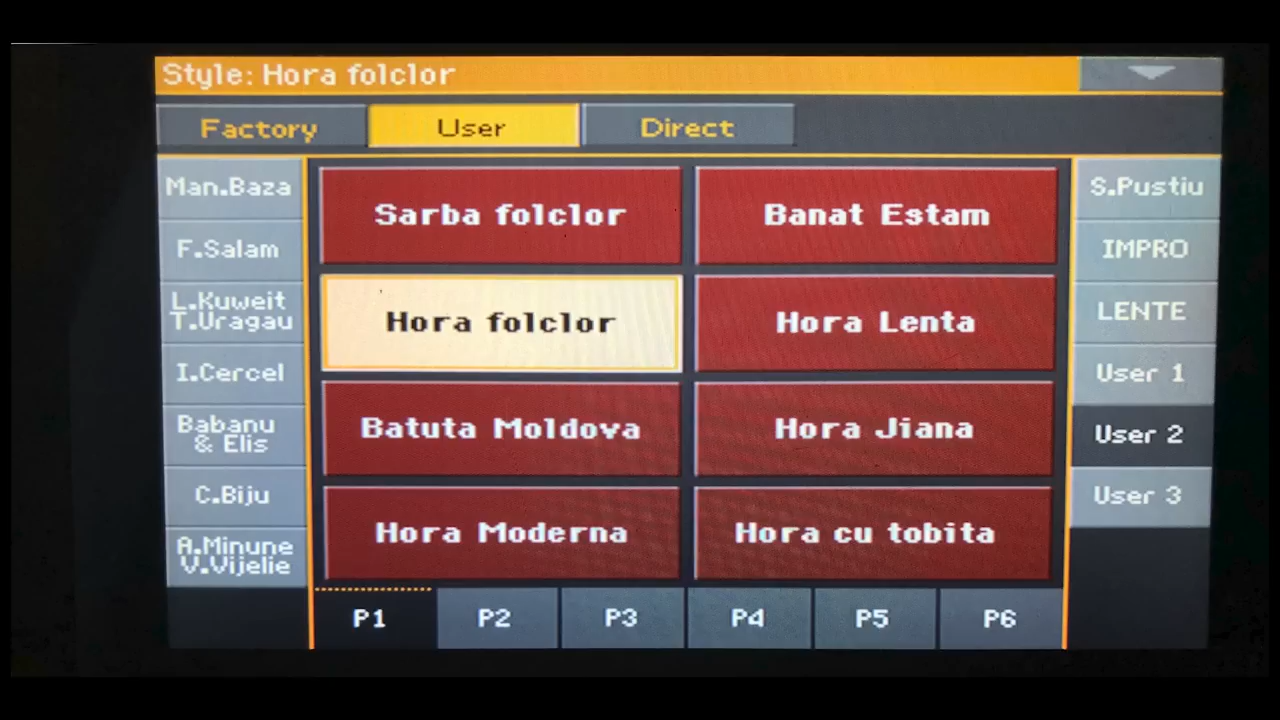 Style: Hora folclor
Factory
User
Direct
Man.Baza
F.Salam
L.Kuweit
T.Uragau
I.Cercel
Babanu
& Elis
C.Biju
A.Minune
V.Vijelie
Sarba folclor
Banat Estam
Hora folclor
Hora Lenta
Batuta Moldova
Hora Jiana
Hora Moderna
Hora cu tobita
S.Pustiu
IMPRO
LENTE
User 1
User 2
User 3
P1
P2
P3
P4
P5
P6